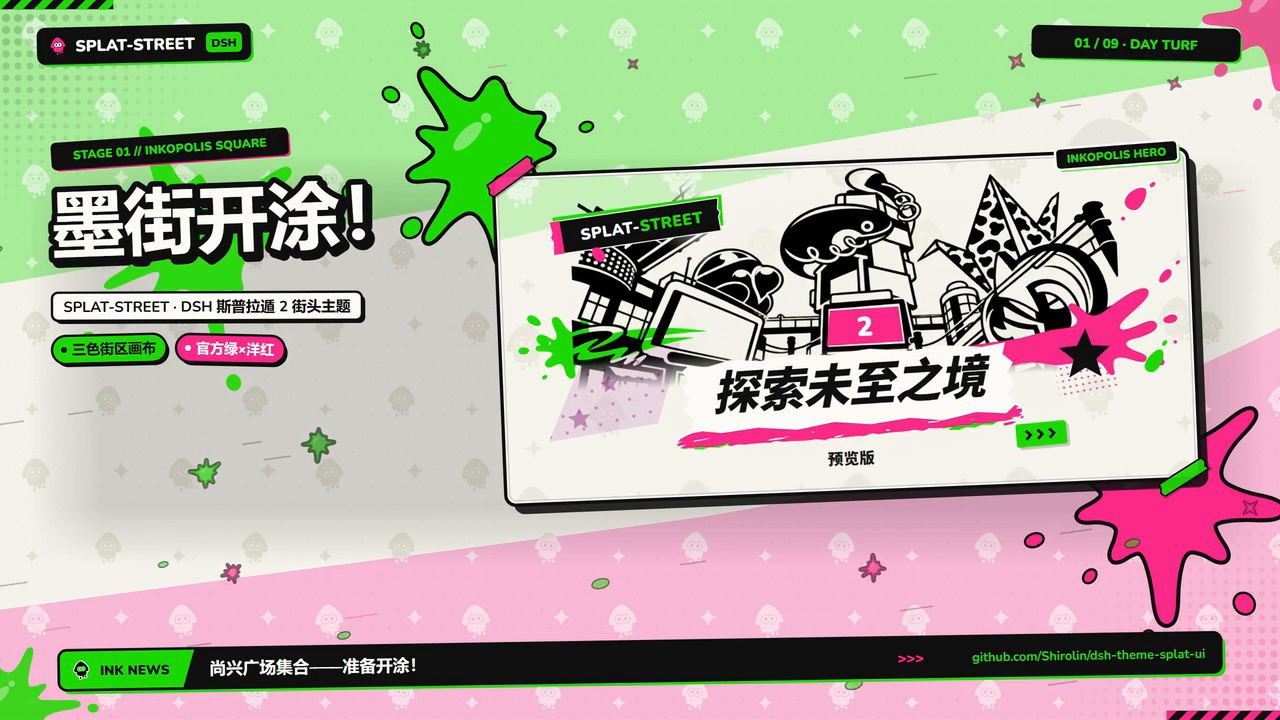 SPLAT-STREET DSH
01 / 09 · DAY TURF
STAGE 01 // INKOPOLIS SQUARE
墨街开涂！
SPLAT-STREET · DSH 斯普拉遁 2 街头主题
三色街区画布
官方绿×洋红
INKOPOLIS HERO
SPLAT-STREET
2
探索未至之境
>>>
预览版
INK NEWS
尚兴广场集合——准备开涂！
>>>
github.com/Shirolin/dsh-theme-splat-ui